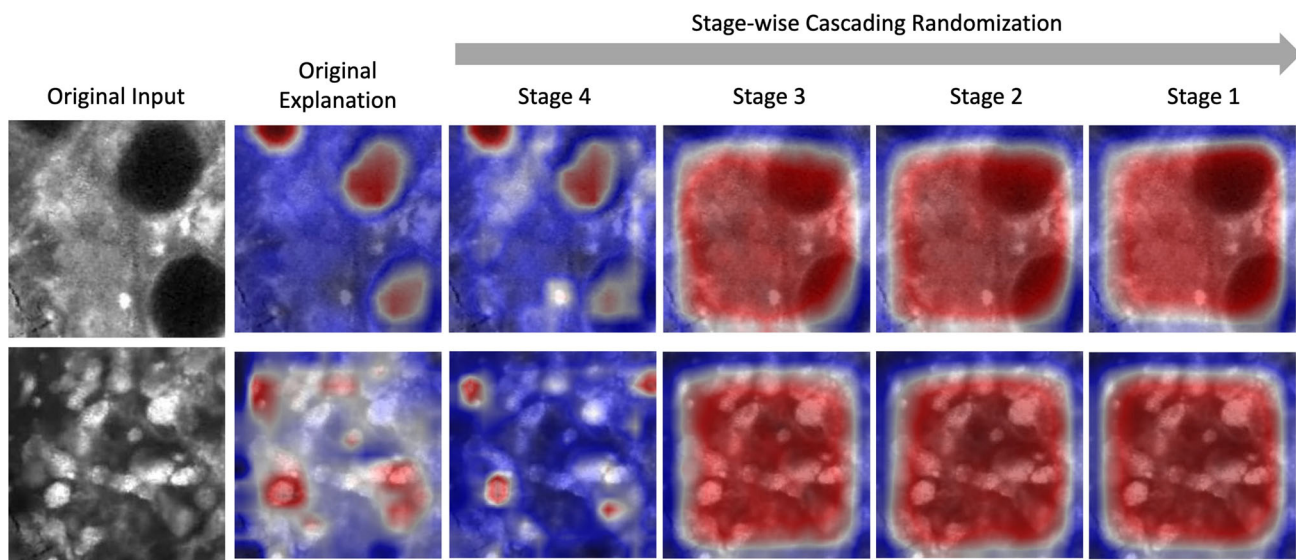 Stage-wise Cascading Randomization
Original Input
Original
Explanation
Stage 4
Stage 3
Stage 2
Stage 1